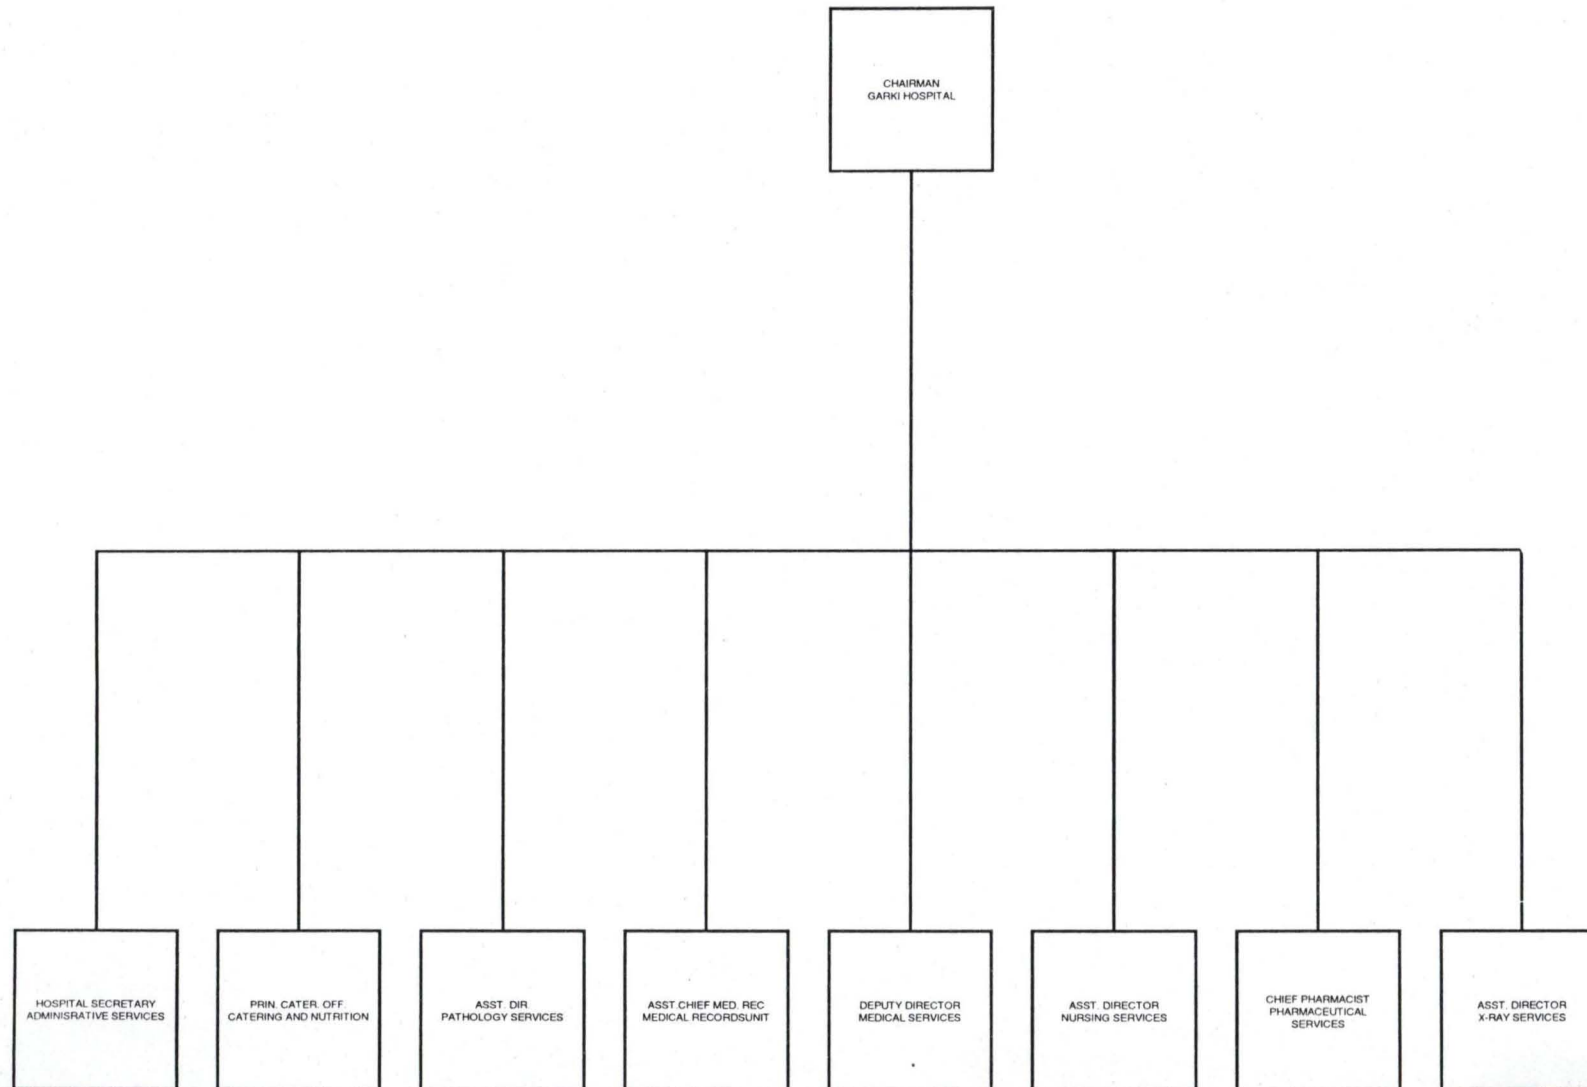 CHAIRMAN
GARKI HOSPITAL
HOSPITAL SECRETARY
ADMINISRATIVE SERVICES
PRIN. CATER. OFF.
CATERING AND NUTRITION
ASST. DIR.
PATHOLOGY SERVICES
ASST CHIEF MED. REC
MEDICAL RECORDSUNIT
DEPUTY DIRECTOR
MEDICAL SERVICES
ASST. DIRECTOR
NURSING SERVICES
CHIEF PHARMACIST
PHARMACEUTICAL
SERVICES
ASST. DIRECTOR
X-RAY SERVICES